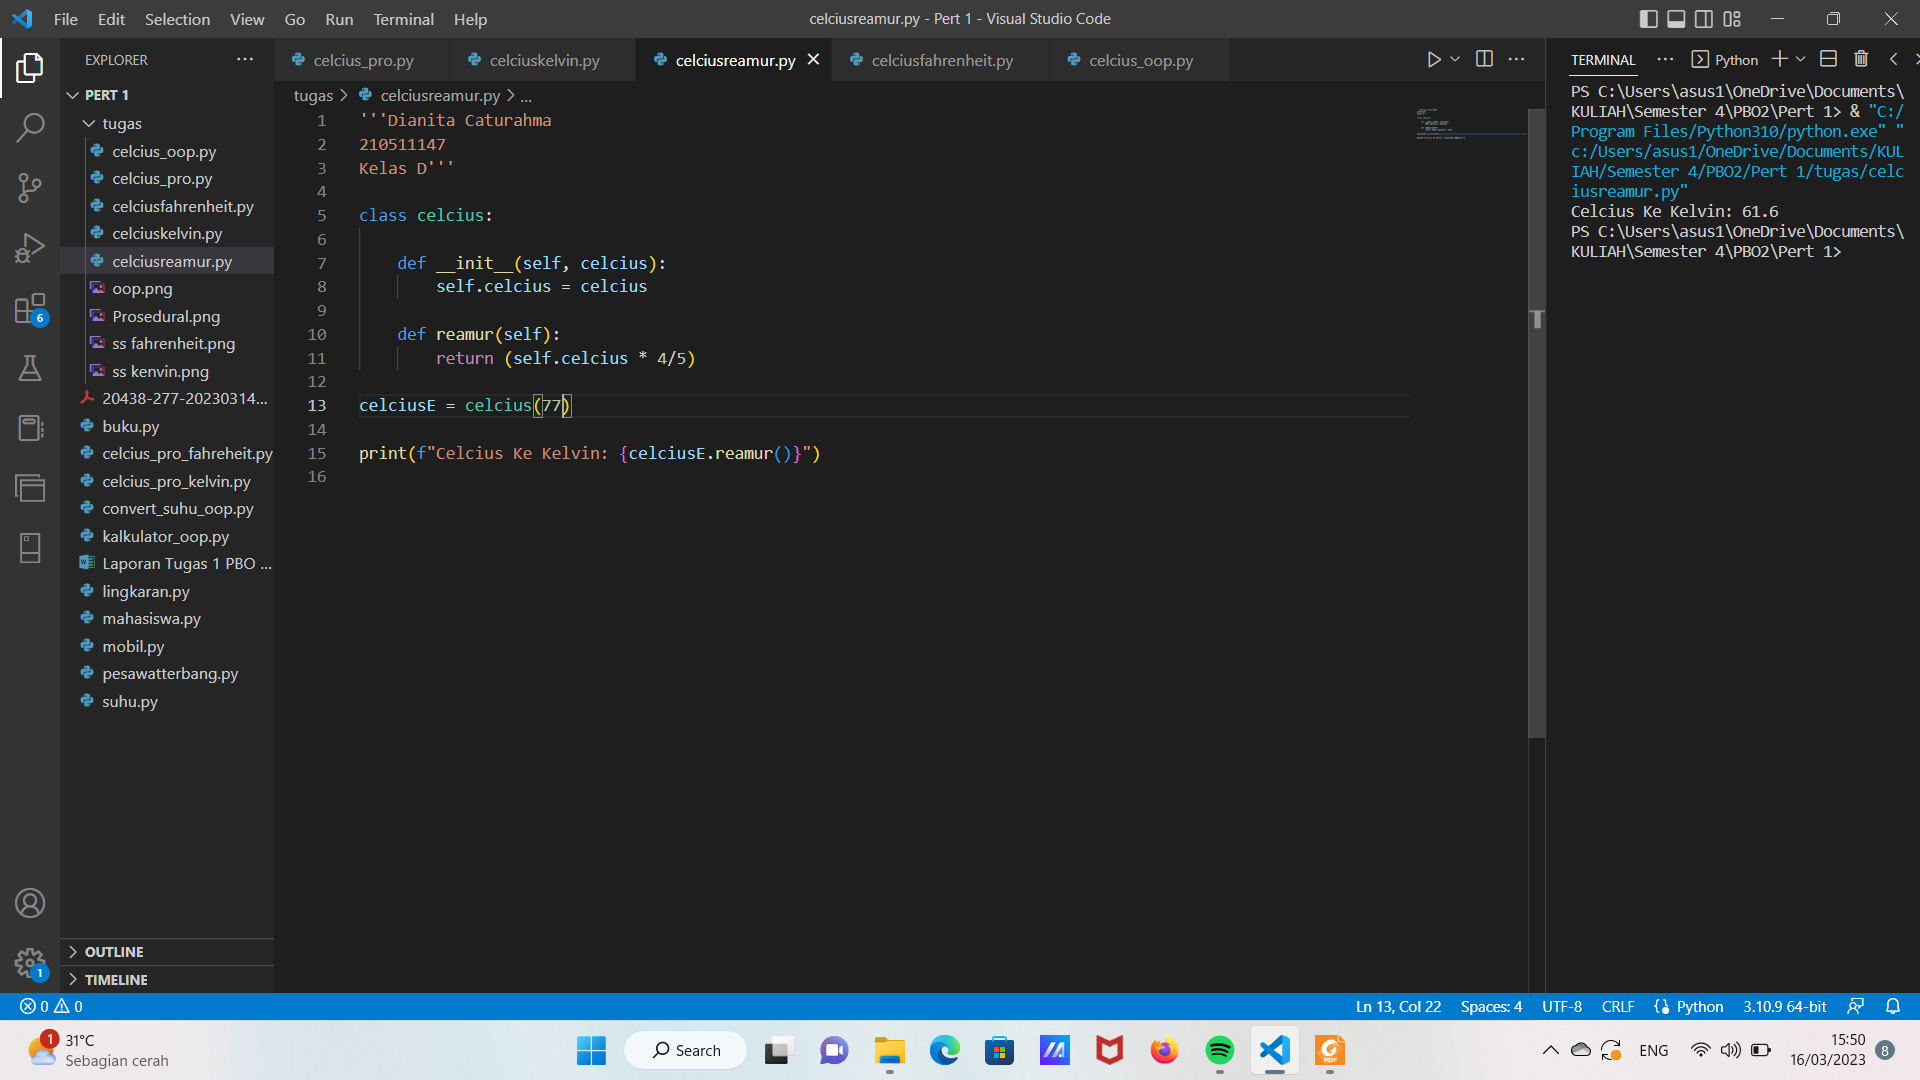 File Edit Selection View Go Run Terminal Help
celciusreamur.py - Pert 1 - Visual Studio Code
EXPLORER
PERT 1
tugas
celcius_oop.py
celcius_pro.py
celciusfahrenheit.py
celciuskelvin.py
celciusreamur.py
oop.png
Prosedural.png
ss fahrenheit.png
ss kenvin.png
20438-277-20230314...
buku.py
celcius_pro_fahreheit.py
celcius_pro_kelvin.py
convert_suhu_oop.py
kalkulator_oop.py
Laporan Tugas 1 PBO ...
lingkaran.py
mahasiswa.py
mobil.py
pesawatterbang.py
suhu.py
OUTLINE
TIMELINE
6
1
celcius_pro.py celciuskelvin.py celciusreamur.py celciusfahrenheit.py celcius_oop.py
tugas > celciusreamur.py > ...
1 '''Dianita Caturahma
2 210511147
3 Kelas D'''
4
5 class celcius:
6
7 def __init__(self, celcius):
8 self.celcius = celcius
9
10 def reamur(self):
11 return (self.celcius * 4/5)
12
13 celciusE = celcius(77)
14
15 print(f"Celcius Ke Kelvin: {celciusE.reamur()}")
16
TERMINAL
Python
PS C:\Users\asus1\OneDrive\Documents\
KULIAH\Semester 4\PBO2\Pert 1> & "C:/
Program Files/Python310/python.exe" "
c:/Users/asus1/OneDrive/Documents/KUL
IAH/Semester 4/PBO2/Pert 1/tugas/celc
iusreamur.py"
Celcius Ke Kelvin: 61.6
PS C:\Users\asus1\OneDrive\Documents\
KULIAH\Semester 4\PBO2\Pert 1>
0 0
Ln 13, Col 22 Spaces: 4 UTF-8 CRLF Python 3.10.9 64-bit
1
31°C
Sebagian cerah
Search
PDF
ENG
15:50
16/03/2023
8